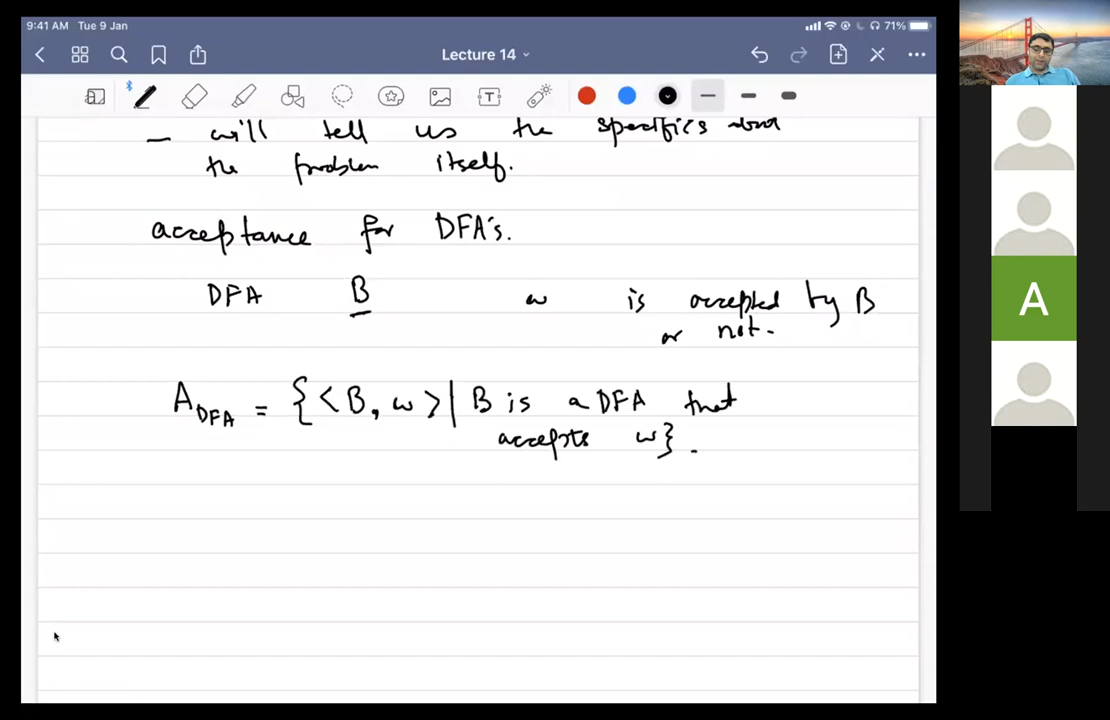 9:41 AM Tue 9 Jan
71%
Lecture 14
T
— will tell us the specifics about
the problem itself.
acceptance for DFA's.
DFA B w is accepted by B
or not.
A_DFA = {<B, w>| B is a DFA that
accepts w}.
A